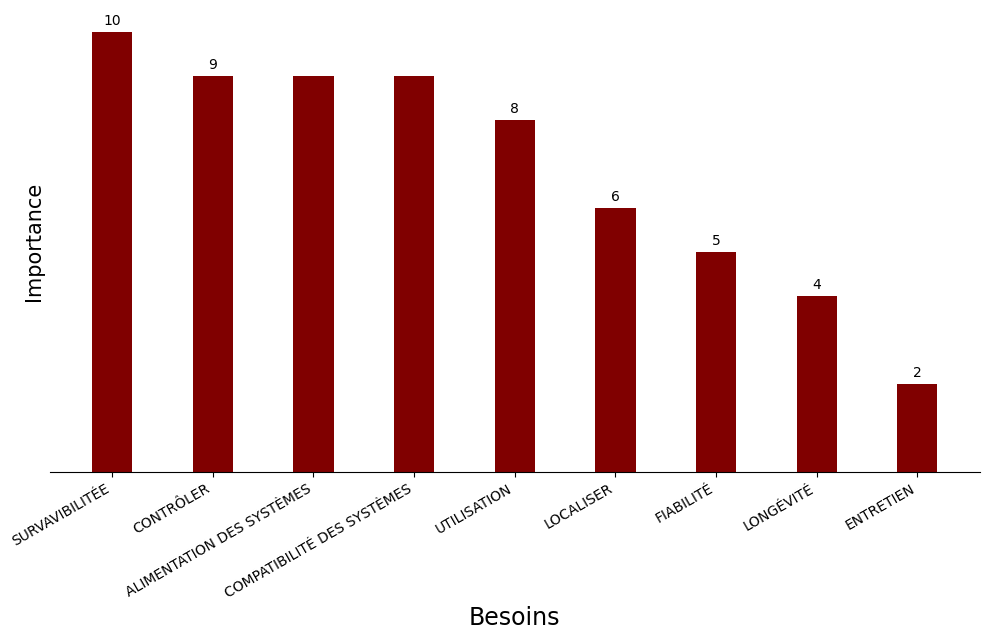 10
9
8
6
5
4
2
Importance
SURVAVIBILITÉE
CONTRÔLER
ALIMENTATION DES SYSTÈMES
COMPATIBILITÉ DES SYSTÈMES
UTILISATION
LOCALISER
FIABILITÉ
LONGÉVITÉ
ENTRETIEN
Besoins